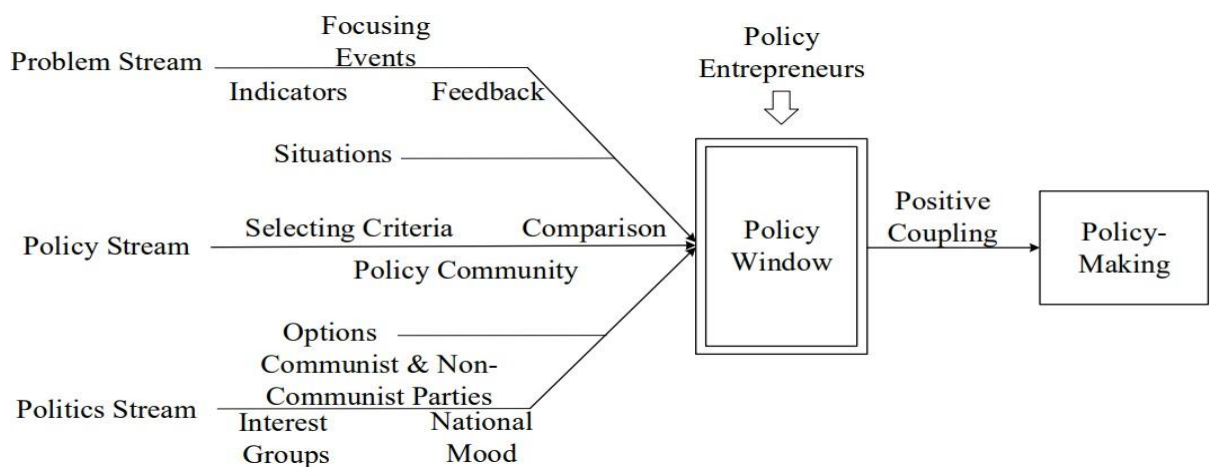 Focusing
Events
Problem Stream
Indicators
Feedback
Situations
Policy
Entrepreneurs
Selecting Criteria
Comparison
Policy Stream
Policy Community
Policy
Window
Positive
Coupling
Policy-
Making
Options
Communist & Non-
Communist Parties
Politics Stream
Interest
Groups
National
Mood